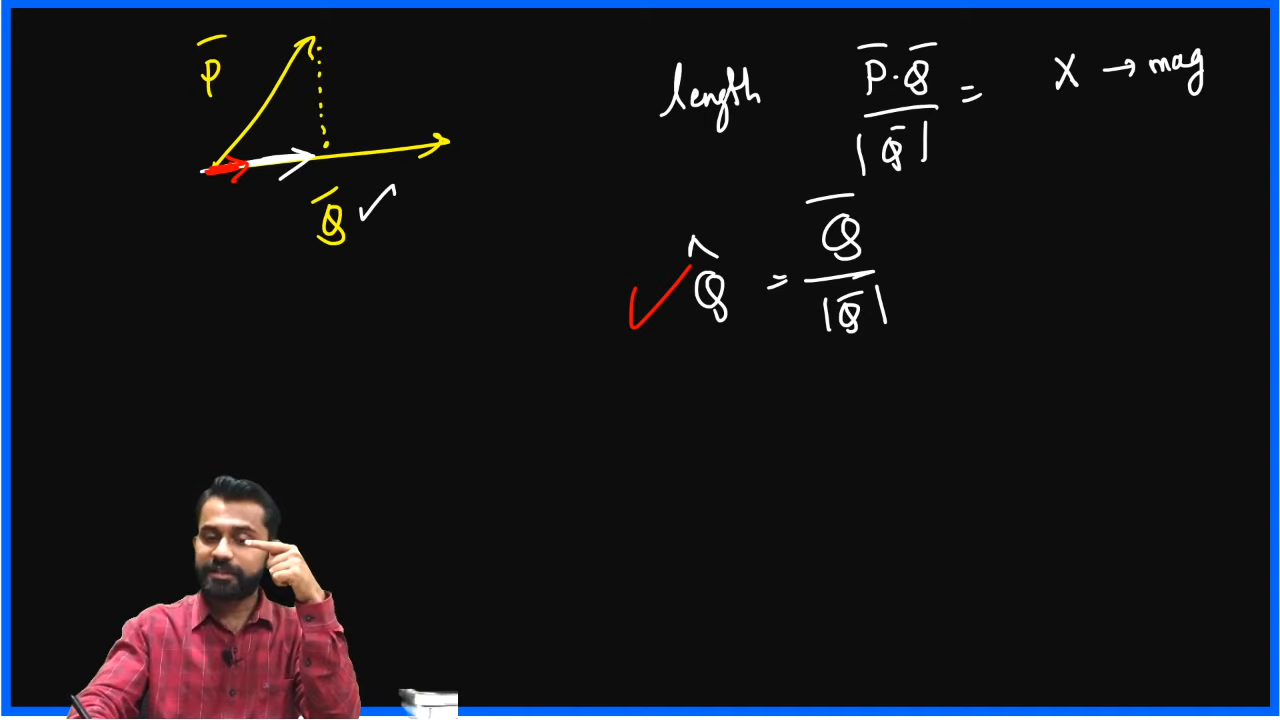 P̅
Q̅ ✓
length P̅·Q̅ / |Q̅| = X → mag
✓ Q̂ = Q̅ / |Q̅|